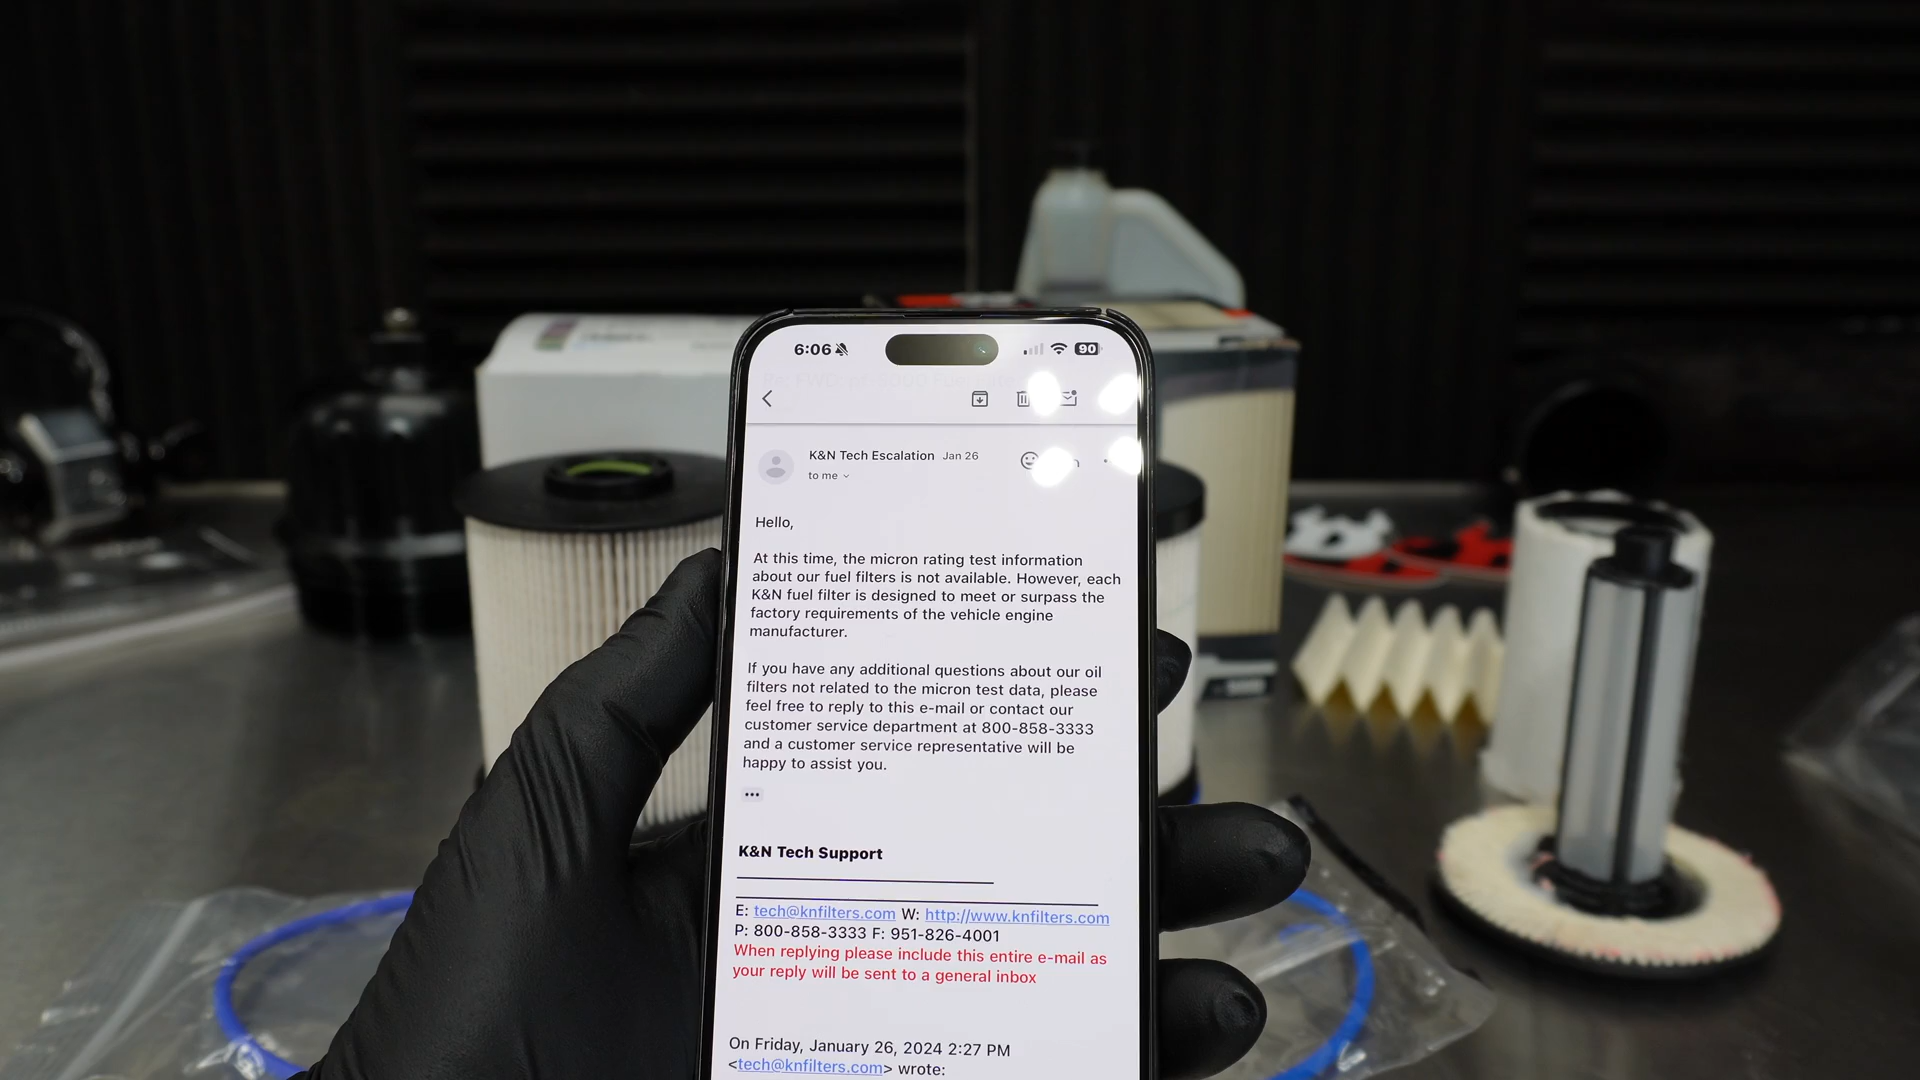 6:06
90
K&N Tech Escalation Jan 26
to me
Hello,
At this time, the micron rating test information
about our fuel filters is not available. However, each
K&N fuel filter is designed to meet or surpass the
factory requirements of the vehicle engine
manufacturer.
If you have any additional questions about our oil
filters not related to the micron test data, please
feel free to reply to this e-mail or contact our
customer service department at 800-858-3333
and a customer service representative will be
happy to assist you.
•••
K&N Tech Support
E: tech@knfilters.com W: http://www.knfilters.com
P: 800-858-3333 F: 951-826-4001
When replying please include this entire e-mail as
your reply will be sent to a general inbox
On Friday, January 26, 2024 2:27 PM
<tech@knfilters.com> wrote: